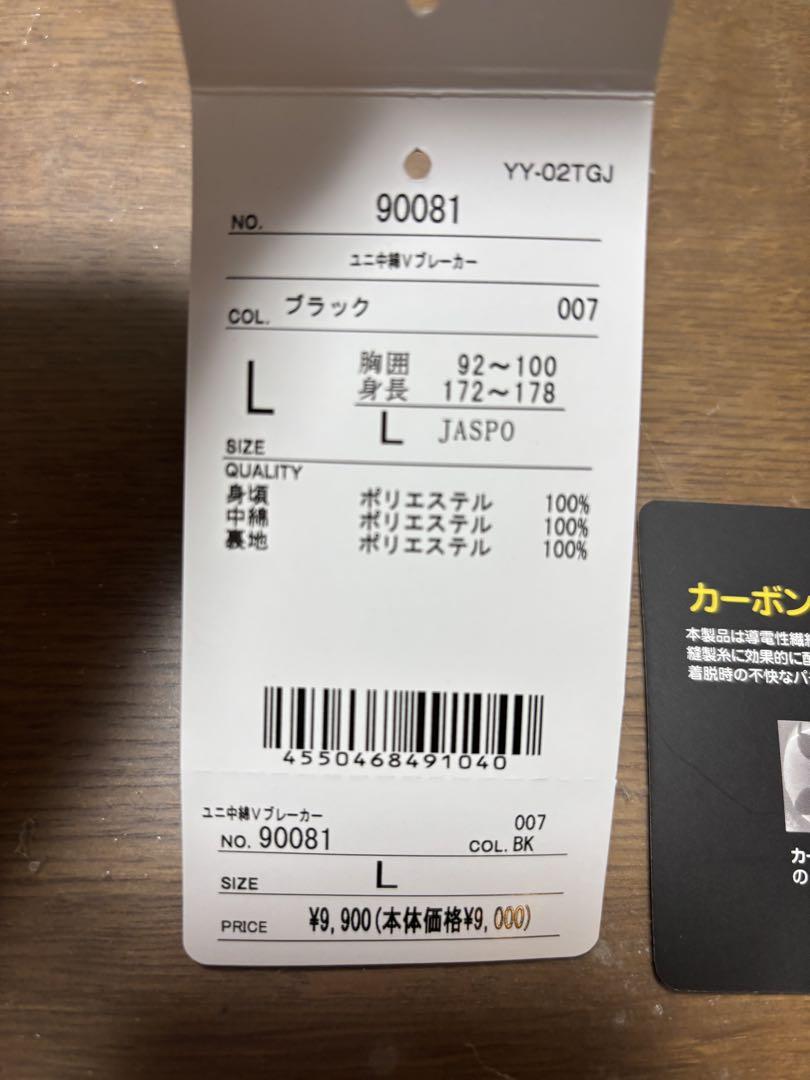 YY-02TGJ
NO. 90081
ユニ中綿Vブレーカー
COL. ブラック 007
L 胸囲 92～100
身長 172～178
SIZE L JASPO
QUALITY
身頃 ポリエステル 100%
中綿 ポリエステル 100%
裏地 ポリエステル 100%
4550468491040
ユニ中綿Vブレーカー 007
NO. 90081 COL. BK
SIZE L
PRICE ¥9,900(本体価格¥9,000)
カーボン
本製品は導電性繊
縫製糸に効果的に
着脱時の不快なパ
カー
の